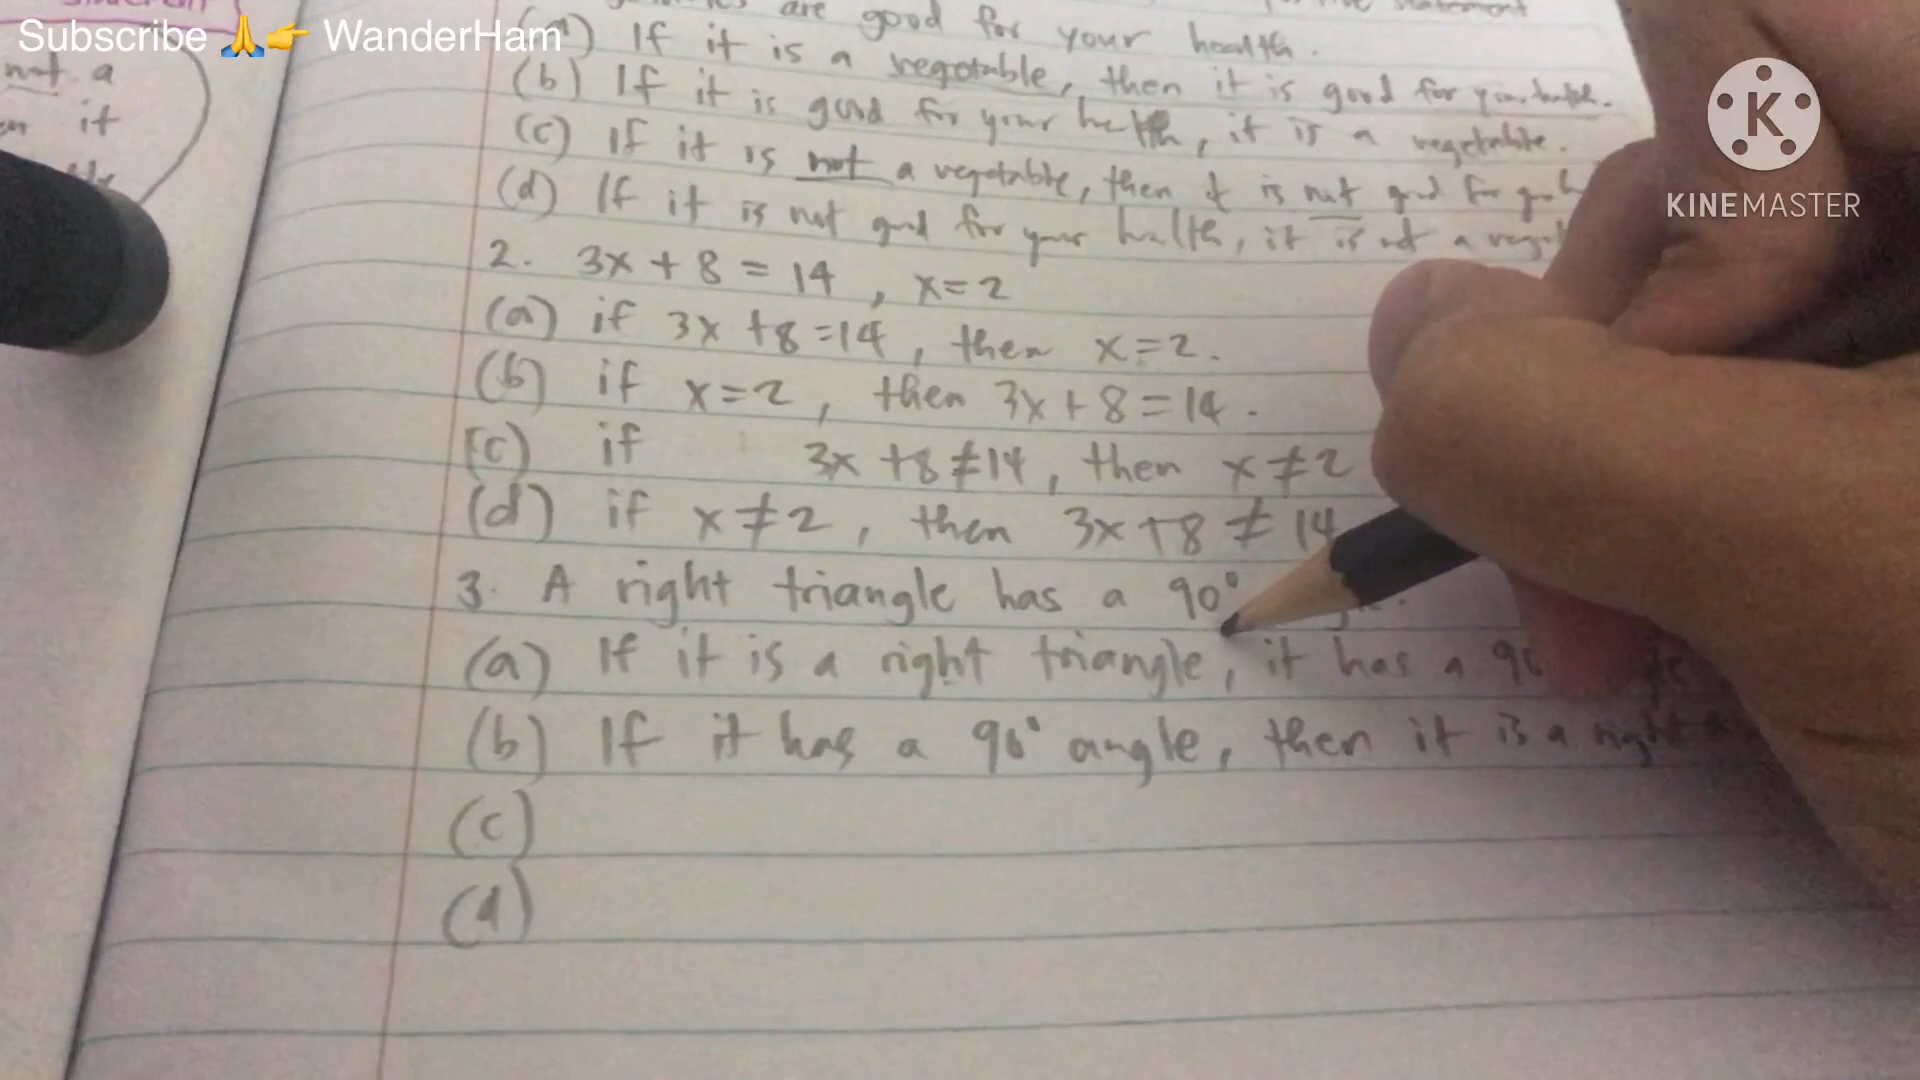 Subscribe 🙏👉 WanderHam
K
KINEMASTER
not a
it
are good for your health.
(a) If it is a vegetable, then it is good for your health.
(b) If it is good for your health, it is a vegetable.
(c) If it is not a vegetable, then it is not good for
(d) If it is not good for your health, it is not a
2. 3x + 8 = 14, x = 2
(a) if 3x + 8 = 14, then x = 2.
(b) if x = 2, then 3x + 8 = 14.
(c) if 3x + 8 ≠ 14, then x ≠ 2
(d) if x ≠ 2, then 3x + 8 ≠ 14
3. A right triangle has a 90°
(a) If it is a right triangle, it has a
(b) If it has a 90° angle, then it is a right
(c)
(d)